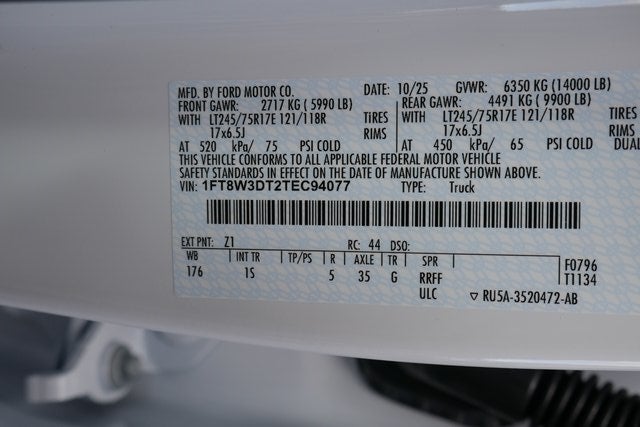 MFD. BY FORD MOTOR CO. DATE: 10/25 GVWR: 6350 KG (14000 LB)
FRONT GAWR: 2717 KG ( 5990 LB) REAR GAWR: 4491 KG ( 9900 LB)
WITH LT245/75R17E 121/118R TIRES WITH LT245/75R17E 121/118R TIRES
17x6.5J RIMS 17x6.5J RIMS
AT 520 kPa/ 75 PSI COLD AT 450 kPa/ 65 PSI COLD DUAL
THIS VEHICLE CONFORMS TO ALL APPLICABLE FEDERAL MOTOR VEHICLE
SAFETY STANDARDS IN EFFECT ON THE DATE OF MANUFACTURE SHOWN ABOVE.
VIN: 1FT8W3DT2TEC94077 TYPE: Truck
EXT PNT: Z1 RC: 44 DSO:
WB INT TR TP/PS R AXLE TR SPR F0796
176 1S 5 35 G RRFF T1134
ULC ▽ RU5A-3520472-AB